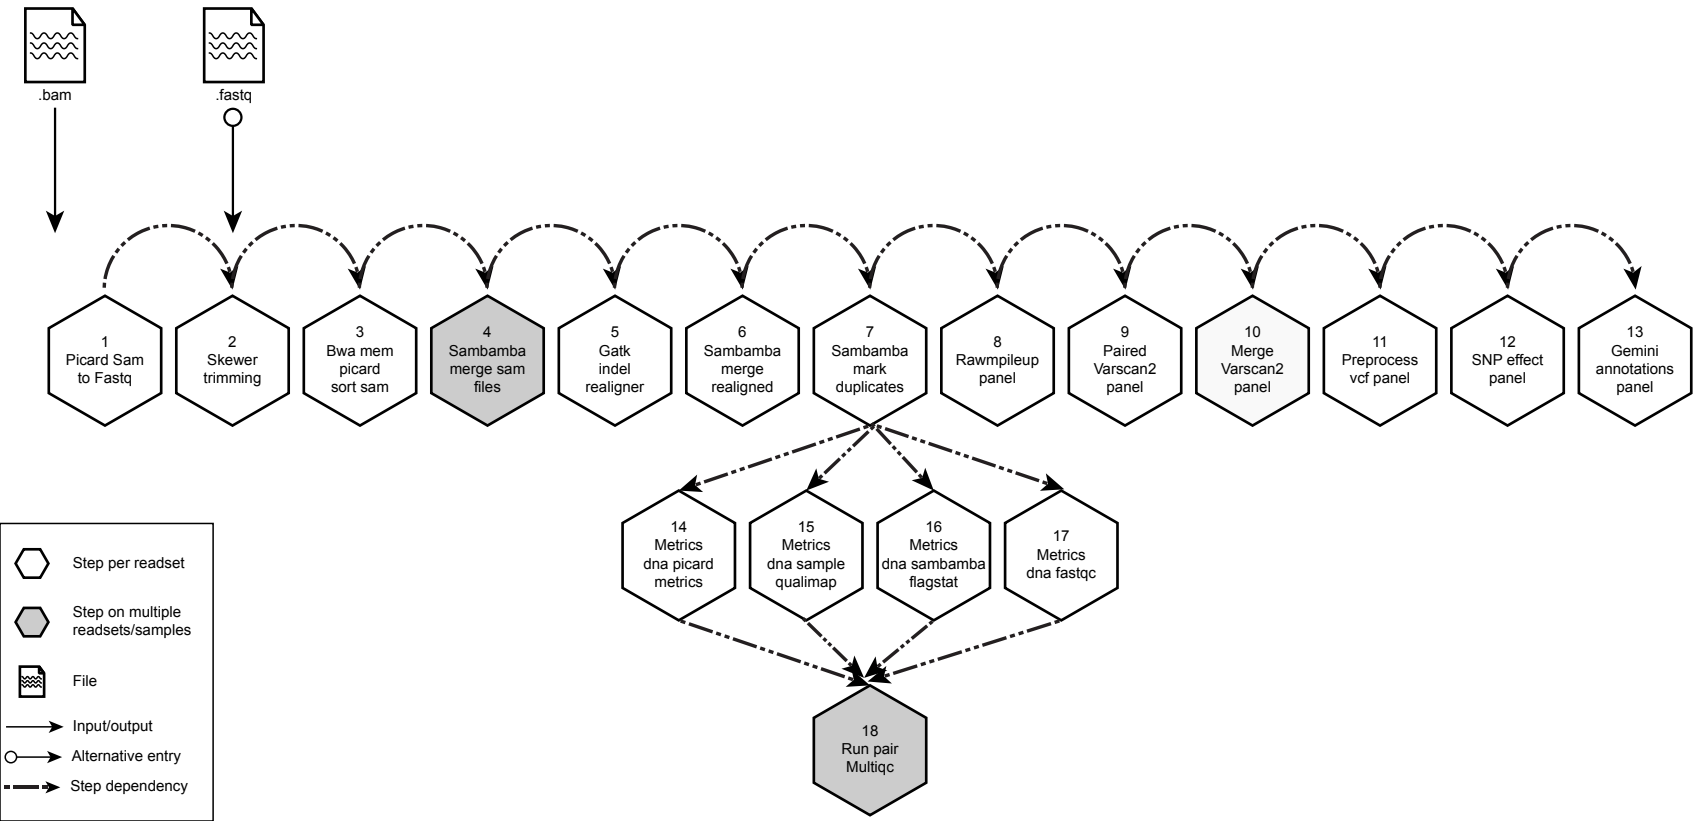 .bam
.fastq
1
Picard Sam
to Fastq
2
Skewer
trimming
3
Bwa mem
picard
sort sam
4
Sambamba
merge sam
files
5
Gatk
indel
realigner
6
Sambamba
merge
realigned
7
Sambamba
mark
duplicates
8
Rawmpileup
panel
9
Paired
Varscan2
panel
10
Merge
Varscan2
panel
11
Preprocess
vcf panel
12
SNP effect
panel
13
Gemini
annotations
panel
14
Metrics
dna picard
metrics
15
Metrics
dna sample
qualimap
16
Metrics
dna sambamba
flagstat
17
Metrics
dna fastqc
18
Run pair
Multiqc
Step per readset
Step on multiple
readsets/samples
File
Input/output
Alternative entry
Step dependency